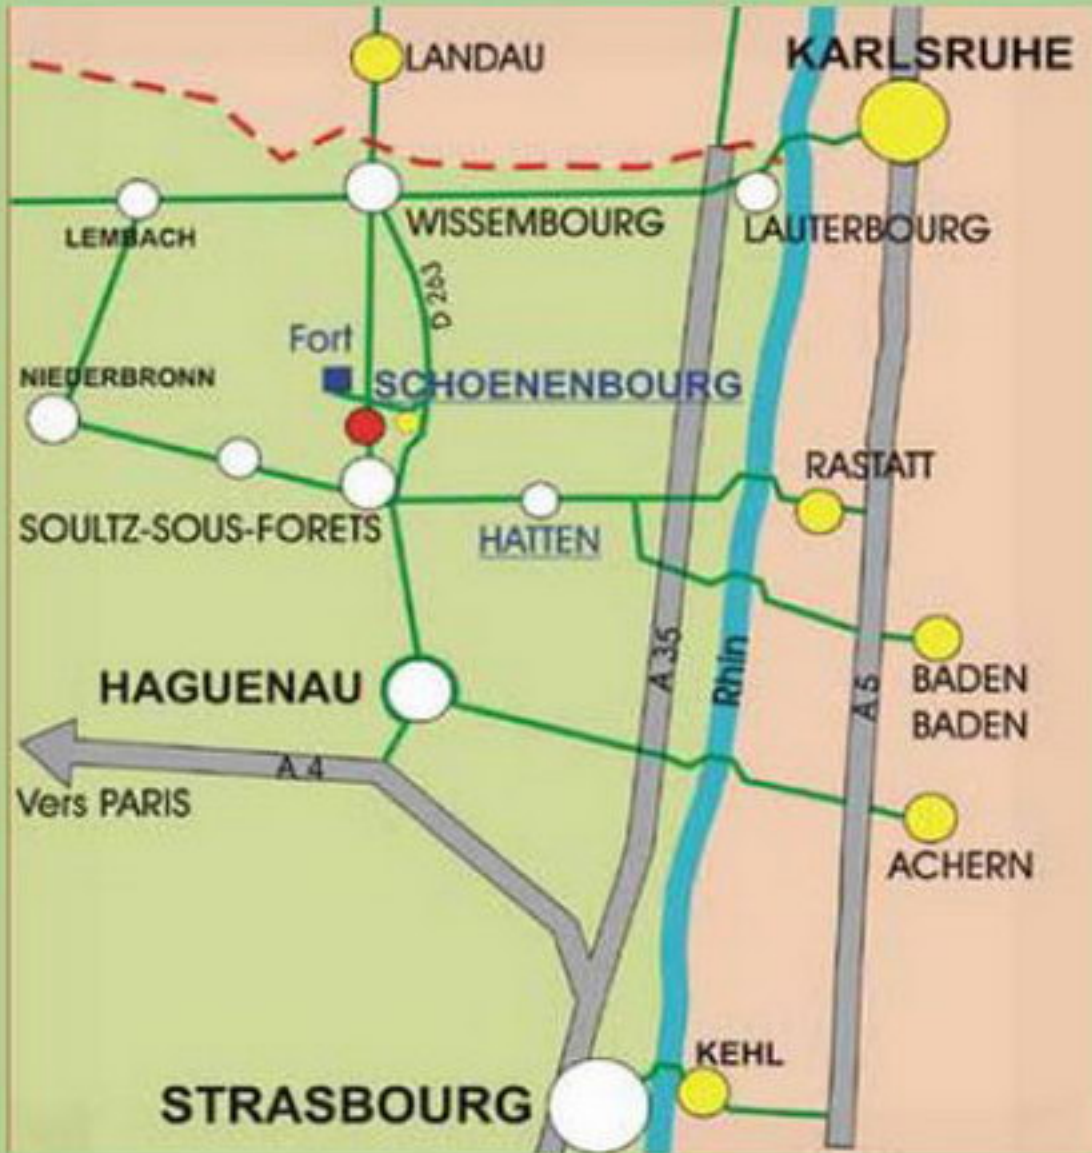 LANDAU
KARLSRUHE
WISSEMBOURG
LAUTERBOURG
LEMBACH
D 263
Fort
NIEDERBRONN
SCHOENENBOURG
RASTATT
SOULTZ-SOUS-FORETS
HATTEN
A 35
Rhin
HAGUENAU
A 5
BADEN
BADEN
A 4
Vers PARIS
ACHERN
KEHL
STRASBOURG